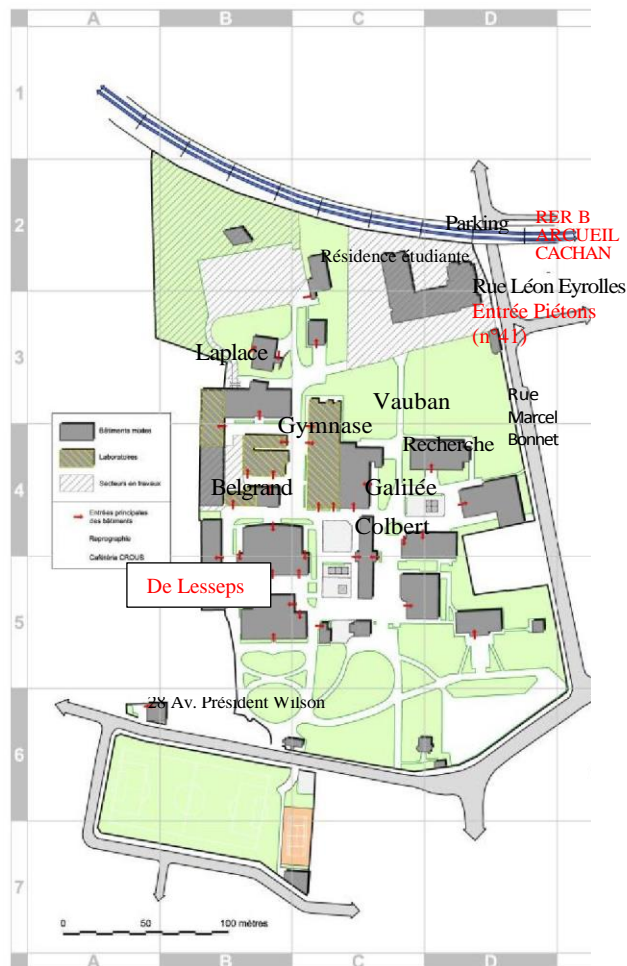 A B C D
1
2
Parking
RER B
ARCUEIL
CACHAN
Résidence étudiante
Rue Léon Eyrolles
Entrée Piétons
(n°41)
3
Laplace
Vauban
Rue
Marcel
Bonnet
Gymnase
Recherche
Bâtiments mixtes
Laboratoires
Secteurs en travaux
Entrées principales
des bâtiments
Reprographie
Cafétéria CROUS
4
Belgrand
Galilée
Colbert
De Lesseps
5
28 Av. Président Wilson
6
7
0 50 100 mètres
A B C D